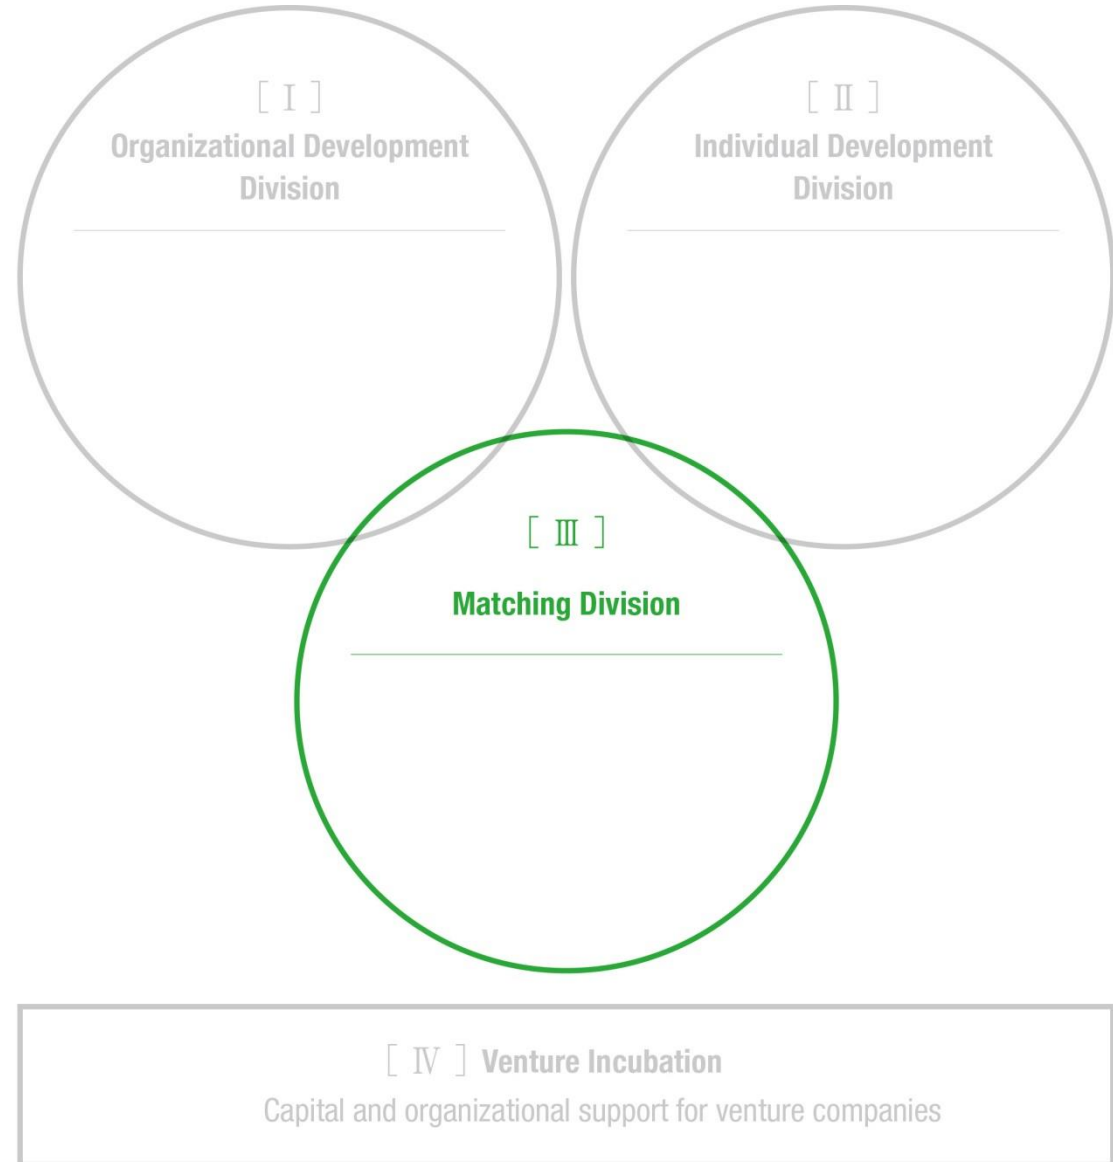 [ Ⅰ ]
Organizational Development
Division
[ Ⅱ ]
Individual Development
Division
[ Ⅲ ]
Matching Division
[ Ⅳ ] Venture Incubation
Capital and organizational support for venture companies